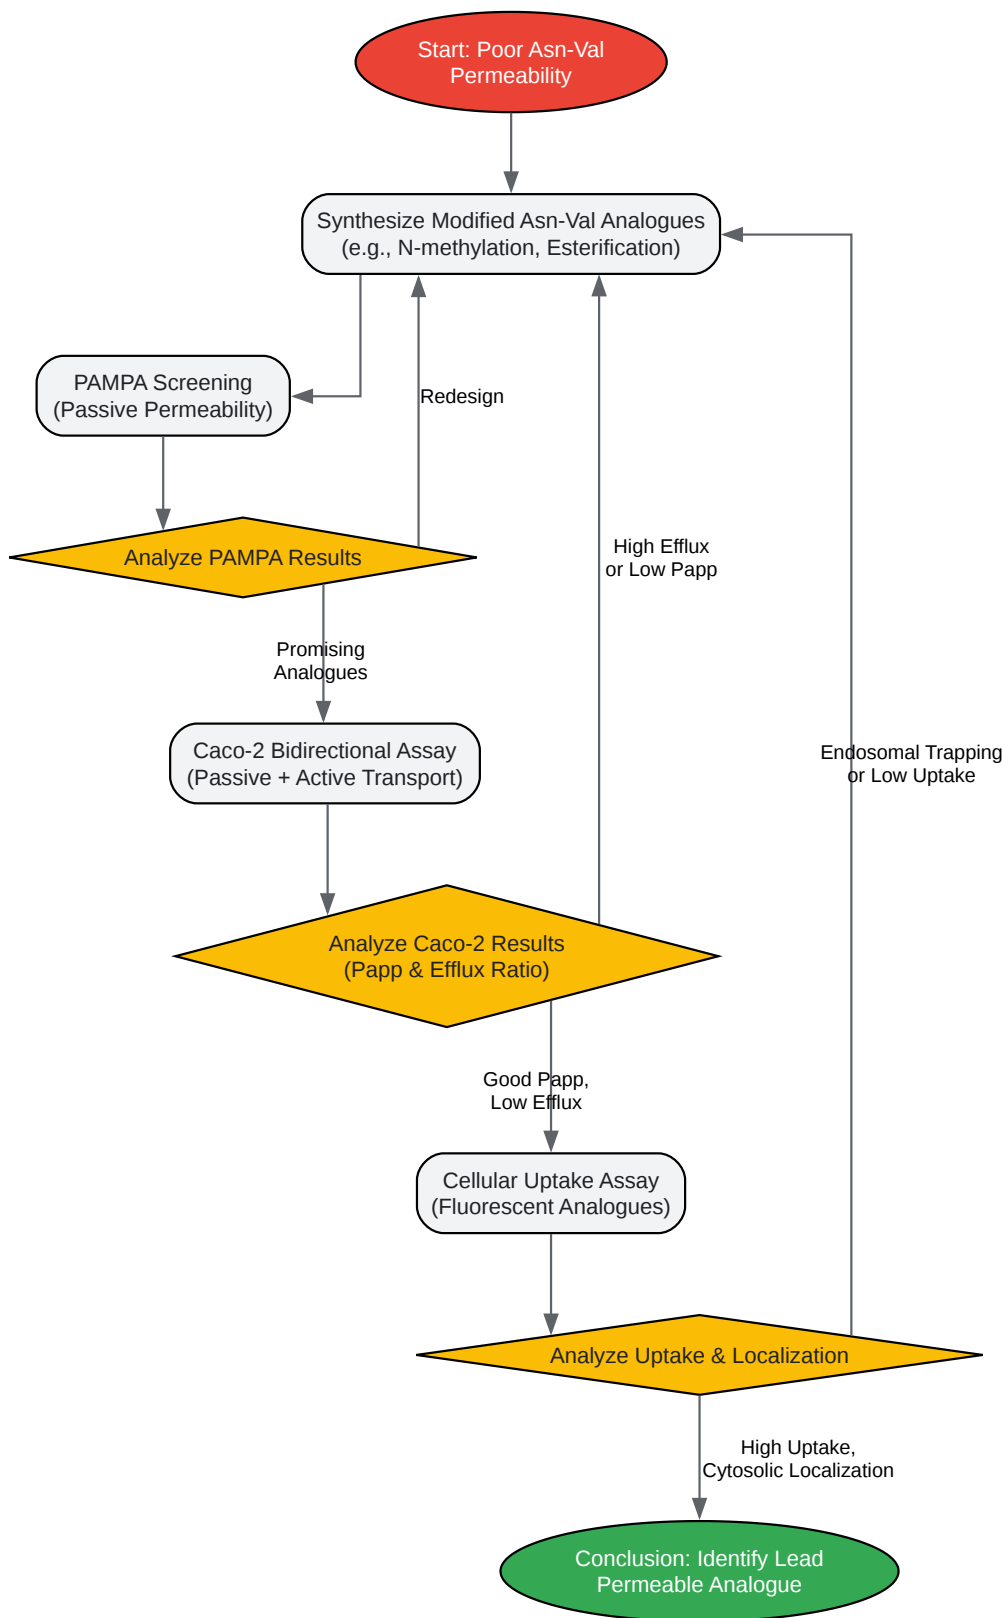 Start: Poor Asn-Val
Permeability
Synthesize Modified Asn-Val Analogues
(e.g., N-methylation, Esterification)
PAMPA Screening
(Passive Permeability)
Redesign
Analyze PAMPA Results
High Efflux
or Low Papp
Promising
Analogues
Caco-2 Bidirectional Assay
(Passive + Active Transport)
Endosomal Trapping
or Low Uptake
Analyze Caco-2 Results
(Papp & Efflux Ratio)
Good Papp,
Low Efflux
Cellular Uptake Assay
(Fluorescent Analogues)
Analyze Uptake & Localization
High Uptake,
Cytosolic Localization
Conclusion: Identify Lead
Permeable Analogue